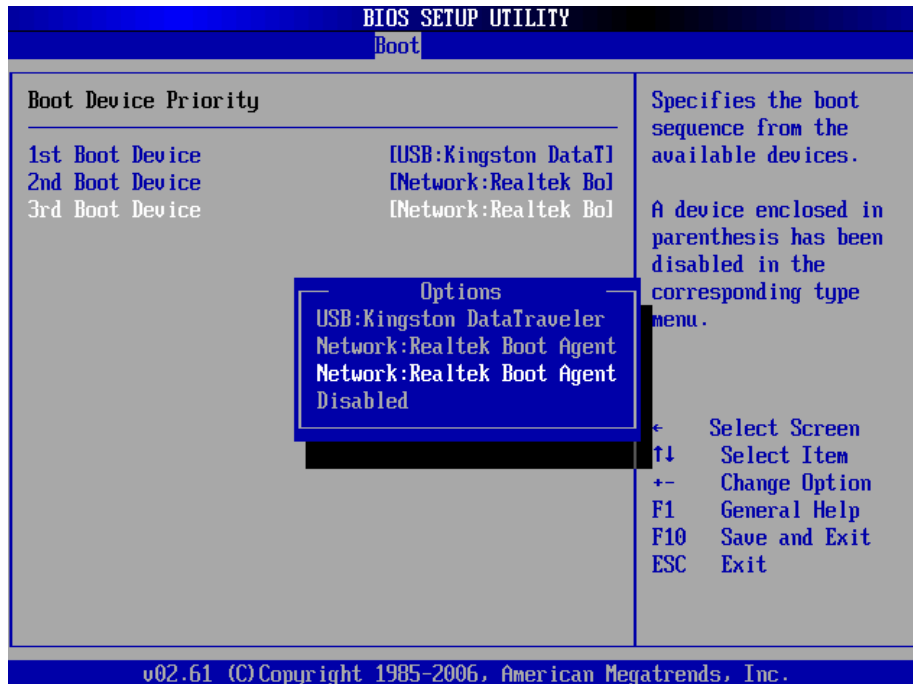 BIOS SETUP UTILITY
Boot
Boot Device Priority
1st Boot Device [USB:Kingston DataT]
2nd Boot Device [Network:Realtek Bo]
3rd Boot Device [Network:Realtek Bo]
Options
USB:Kingston DataTraveler
Network:Realtek Boot Agent
Network:Realtek Boot Agent
Disabled
Specifies the boot
sequence from the
available devices.
A device enclosed in
parenthesis has been
disabled in the
corresponding type
menu.
← Select Screen
↑↓ Select Item
+- Change Option
F1 General Help
F10 Save and Exit
ESC Exit
v02.61 (C)Copyright 1985-2006, American Megatrends, Inc.